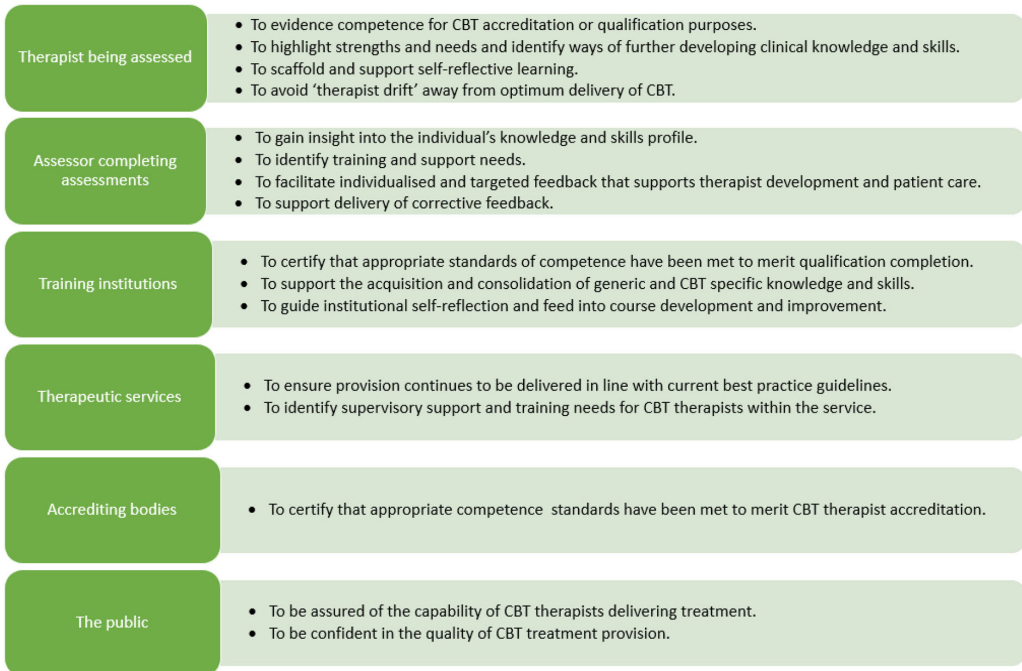 Therapist being assessed
• To evidence competence for CBT accreditation or qualification purposes.
• To highlight strengths and needs and identify ways of further developing clinical knowledge and skills.
• To scaffold and support self-reflective learning.
• To avoid ‘therapist drift’ away from optimum delivery of CBT.
Assessor completing
assessments
• To gain insight into the individual’s knowledge and skills profile.
• To identify training and support needs.
• To facilitate individualised and targeted feedback that supports therapist development and patient care.
• To support delivery of corrective feedback.
Training institutions
• To certify that appropriate standards of competence have been met to merit qualification completion.
• To support the acquisition and consolidation of generic and CBT specific knowledge and skills.
• To guide institutional self-reflection and feed into course development and improvement.
Therapeutic services
• To ensure provision continues to be delivered in line with current best practice guidelines.
• To identify supervisory support and training needs for CBT therapists within the service.
Accrediting bodies
• To certify that appropriate competence  standards have been met to merit CBT therapist accreditation.
The public
• To be assured of the capability of CBT therapists delivering treatment.
• To be confident in the quality of CBT treatment provision.